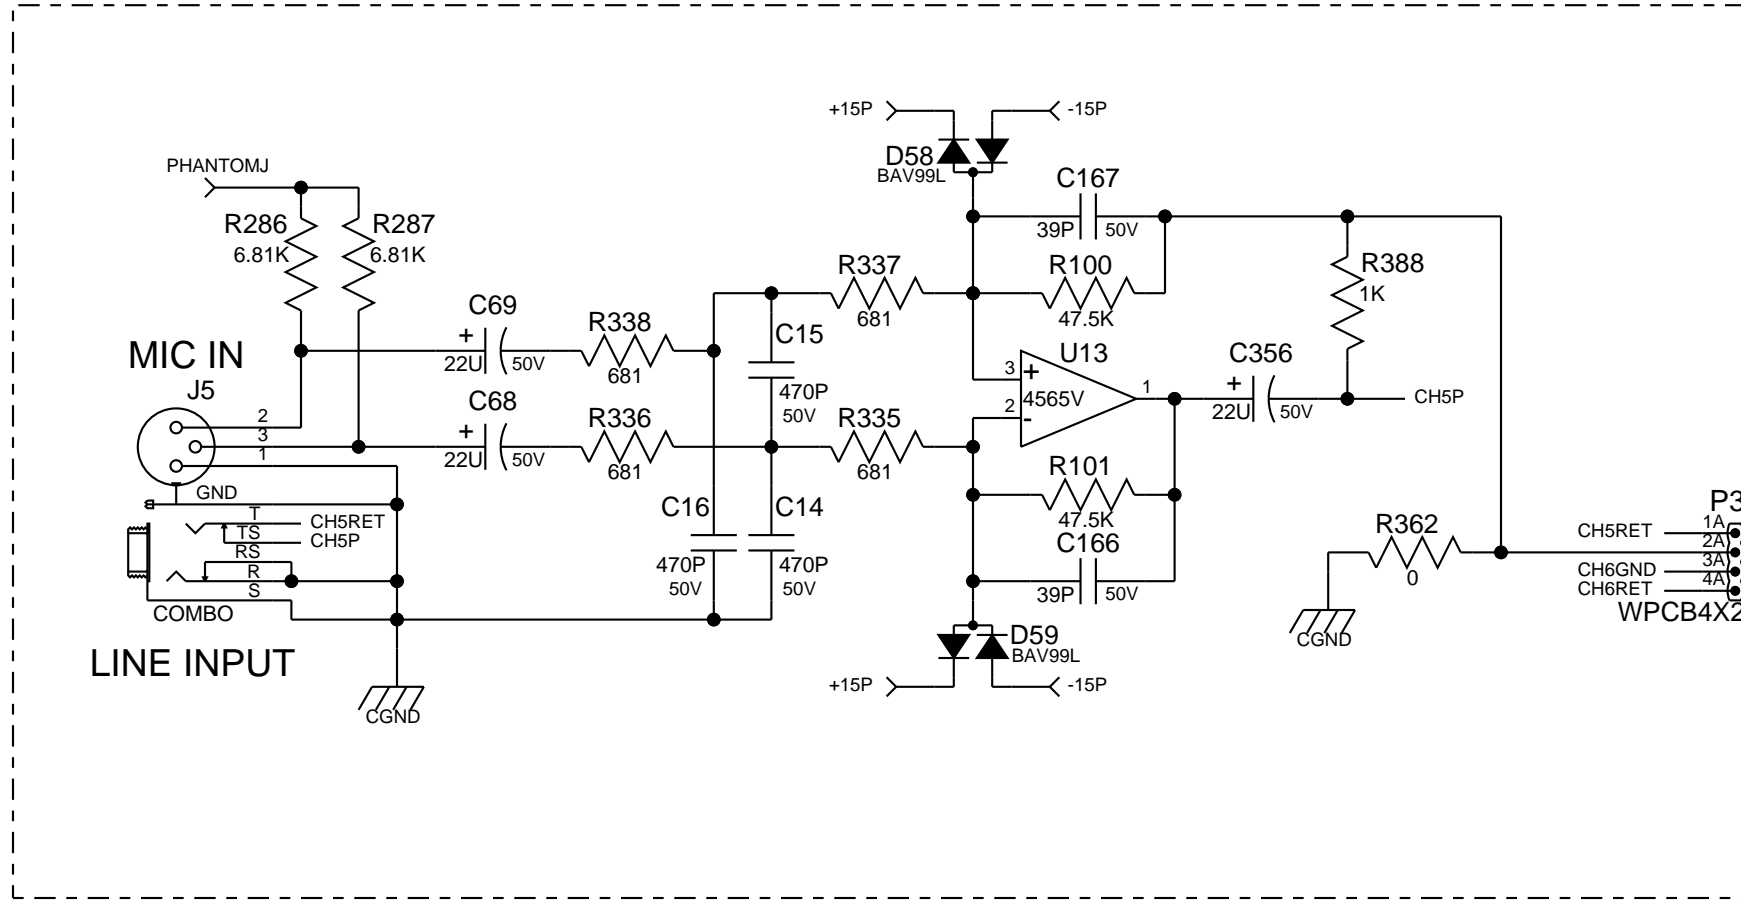 +15P
-15P
D58
BAV99L
PHANTOMJ
C167
39P
50V
R286
6.81K
R287
6.81K
R337
681
R100
47.5K
R388
1K
C69
+
22U
50V
R338
681
C15
470P
50V
MIC IN
J5
2
3
1
U13
3
+
2
-
4565V
1
C356
+
22U
50V
CH5P
C68
+
22U
50V
R336
681
R335
681
R101
47.5K
GND
T
TS
RS
R
S
CH5RET
CH5P
COMBO
LINE INPUT
C16
470P
50V
C14
470P
50V
C166
39P
50V
R362
0
CGND
P3
CH5RET
1A
2A
CH6GND
3A
CH6RET
4A
WPCB4X2
D59
BAV99L
+15P
-15P
CGND